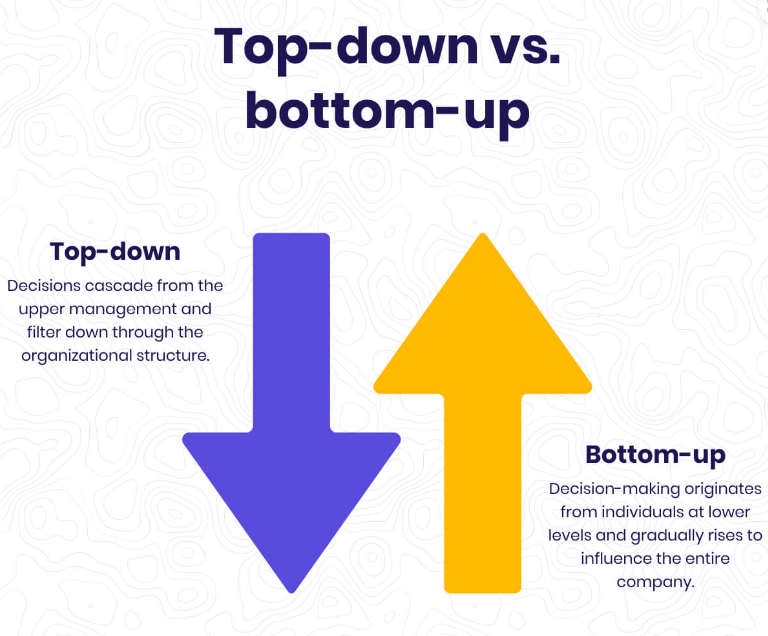 Top-down vs.
bottom-up
Top-down
Decisions cascade from the
upper management and
filter down through the
organizational structure.
Bottom-up
Decision-making originates
from individuals at lower
levels and gradually rises to
influence the entire
company.